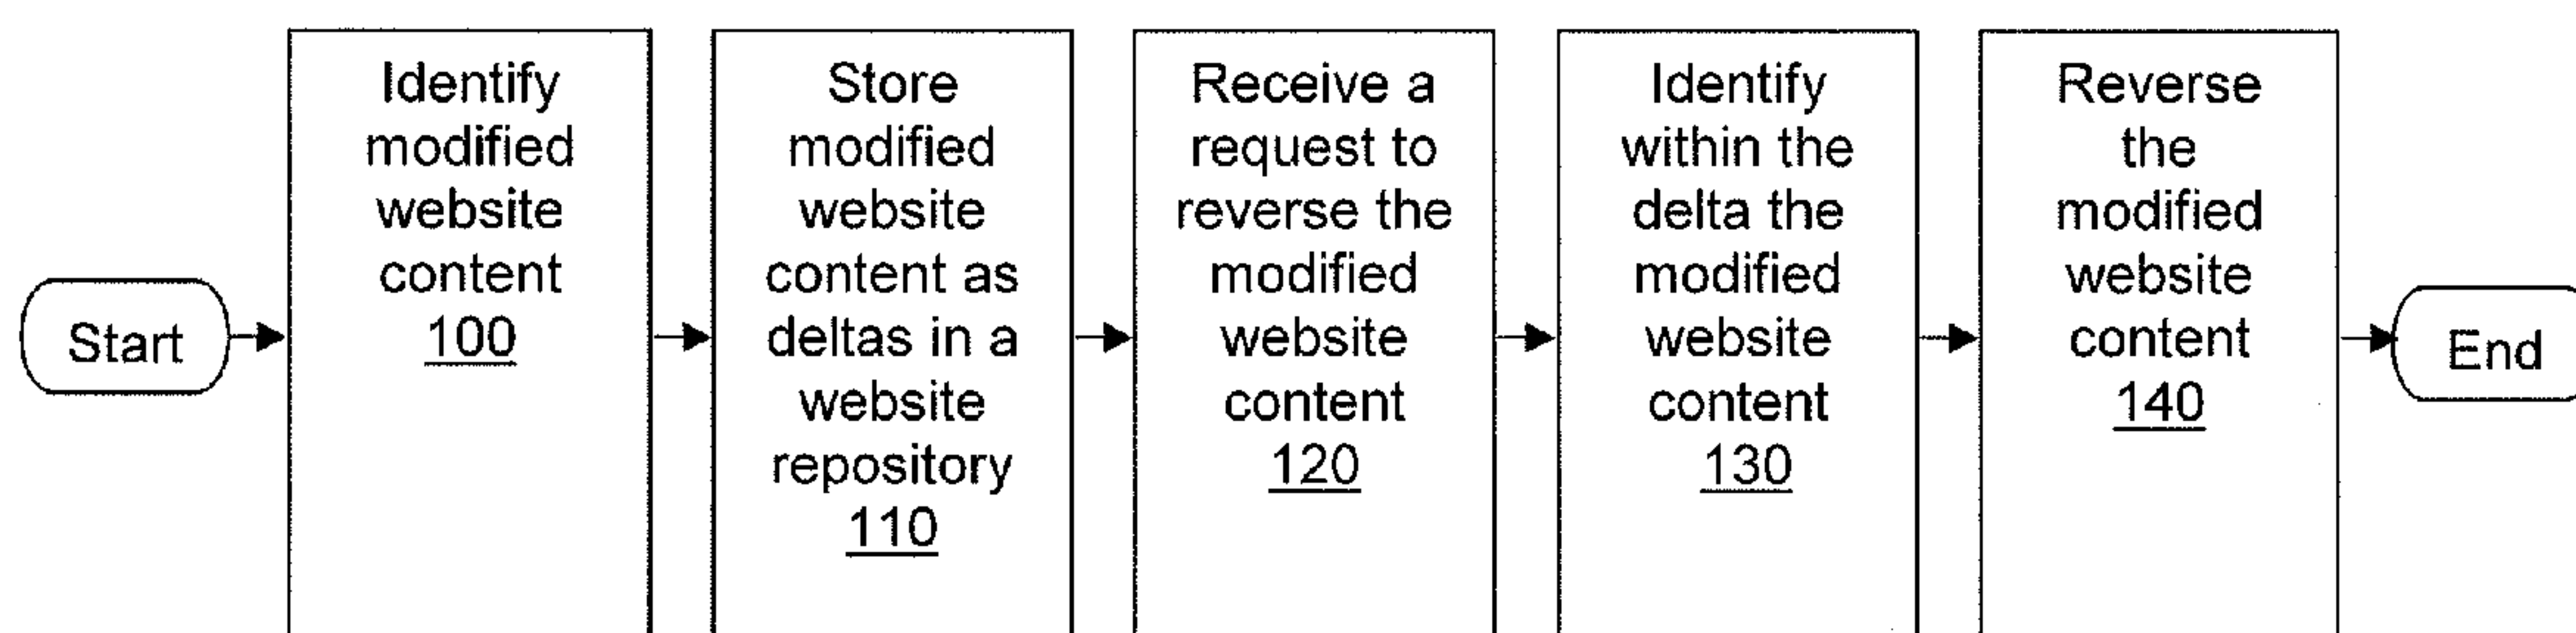 Start
Identify
modified
website
content
100
Store
modified
website
content as
deltas in a
website
repository
110
Receive a
request to
reverse the
modified
website
content
120
Identify
within the
delta the
modified
website
content
130
Reverse
the
modified
website
content
140
End